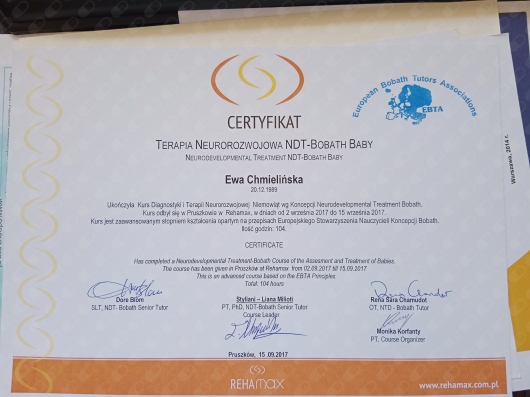 European Bobath Tutors Associations
EBTA
CERTYFIKAT
TERAPIA NEUROROZWOJOWA NDT-BOBATH BABY
NEURODEVELOPMENTAL TREATMENT NDT-BOBATH BABY
Ewa Chmielińska
20.12.1989
Ukończyła Kurs Diagnostyki i Terapii Neurorozwojowej Niemowląt wg Koncepcji Neurodevelopmental Treatment Bobath.
Kurs odbył się w Pruszkowie w Rehamax, w dniach od 2 września 2017 do 15 września 2017.
Kurs jest zaawansowanym stopniem kształcenia opartym na przepisach Europejskiego Stowarzyszenia Nauczycieli Koncepcji Bobath.
Ilość godzin: 104.
CERTIFICATE
Has completed a Neurodevelopmental Treatment-Bobath Course of the Assesment and Treatment of Babies.
The course has been given in Pruszków at Rehamax from 02.09.2017 till 15.09.2017
This is an advanced course based on the EBTA Principles
Total: 104 hours
Dore Blom
SLT, NDT- Bobath Senior Tutor
Styliani – Liana Milioti
PT, PhD, NDT-Bobath Senior Tutor
Course Leader
Rena Sara Chamudot
OT, NTD - Bobath Tutor
Monika Korfanty
PT, Course Organizer
Pruszków, 15 .09.2017
REHAMAX
www.rehamax.com.pl
Warszawa, 2014 r.